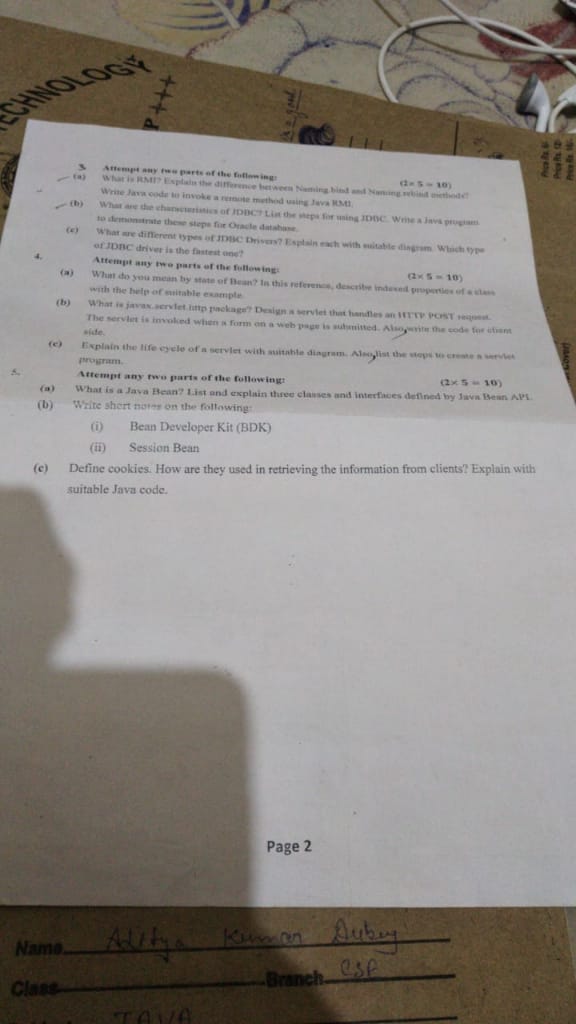 ECHNOLOGY
P +++
in a good
Price Rs. 6/-
Price Rs. 12/-
3. Attempt any two parts of the following: (2× 5 = 10)
(a) What is RMI? Explain the difference between Naming.bind and Naming.rebind methods?
Write Java code to invoke a remote method using Java RMI.
(b) What are the characteristics of JDBC? List the steps for using JDBC. Write a Java program
to demonstrate these steps for Oracle database.
(c) What are different types of JDBC Drivers? Explain each with suitable diagram. Which type
of JDBC driver is the fastest one?
4. Attempt any two parts of the following: (2× 5 = 10)
(a) What do you mean by state of Bean? In this reference, describe indexed properties of a class
with the help of suitable example.
(b) What is javax.servlet.http package? Design a servlet that handles an HTTP POST request.
The servlet is invoked when a form on a web page is submitted. Also, write the code for client
side.
(c) Explain the life cycle of a servlet with suitable diagram. Also, list the steps to create a servlet
program.
5. Attempt any two parts of the following: (2× 5 = 10)
(a) What is a Java Bean? List and explain three classes and interfaces defined by Java Bean API.
(b) Write short notes on the following:
(i) Bean Developer Kit (BDK)
(ii) Session Bean
(c) Define cookies. How are they used in retrieving the information from clients? Explain with
suitable Java code.
Page 2
Name Aditya Kumar Dubey
Class Branch CSE
JAVA